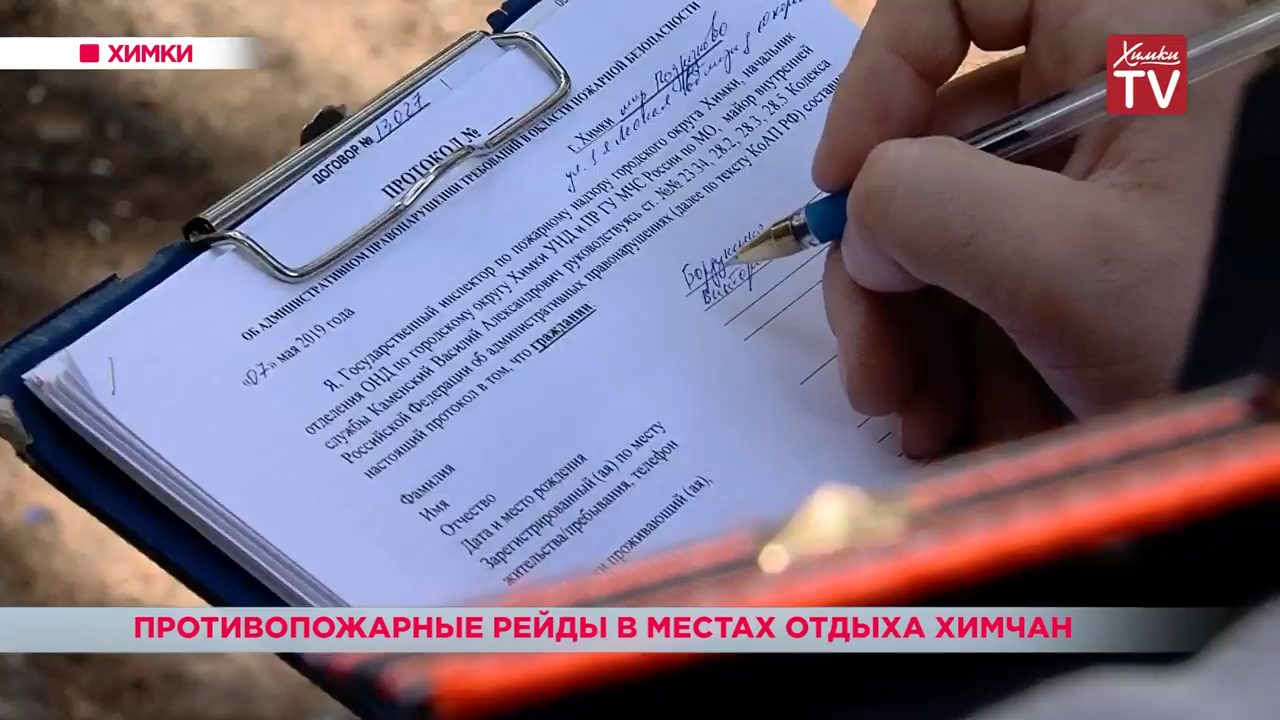 ХИМКИ
Химки
TV
ДОГОВОР № 13027
ПРОТОКОЛ №
ОБ АДМИНИСТРАТИВНОМ ПРАВОНАРУШЕНИИ ТРЕБОВАНИЙ В ОБЛАСТИ ПОЖАРНОЙ БЕЗОПАСНОСТИ
«07» мая 2019 года
г. Химки мкр
Я, Государственный инспектор по пожарному надзору городского округа Химки, начальник
отделения ОНД по городскому округу Химки УНД и ПР ГУ МЧС России по МО, майор внутренней
службы Каменский Василий Александрович руководствуясь ст. №№ 23.34, 28.2, 28.3, 28.5 Кодекса
Российской Федерации об административных правонарушениях (далее по тексту КоАП РФ)
настоящий протокол в том, что гражданин:
Фамилия
Имя
Отчество
Дата и место рождения
Зарегистрированный (ая) по месту
жительства/пребывания, телефон
проживающий (ая),
ПРОТИВОПОЖАРНЫЕ РЕЙДЫ В МЕСТАХ ОТДЫХА ХИМЧАН